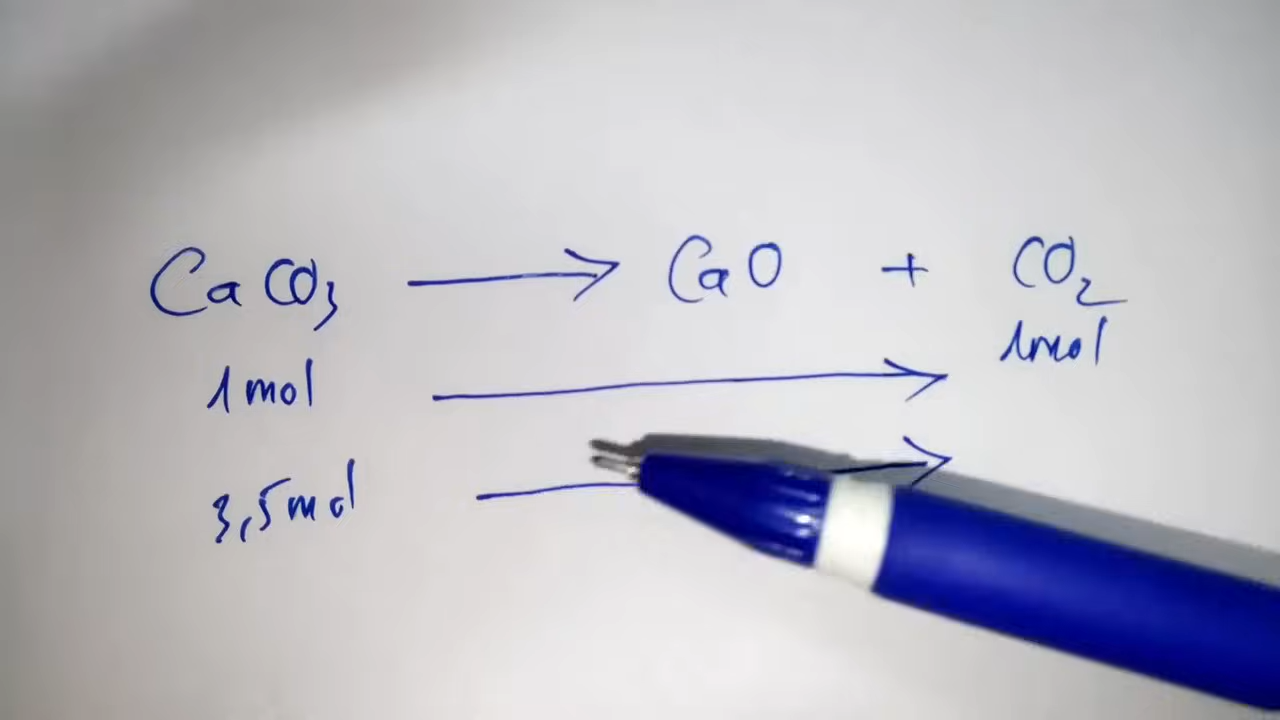 CaCO₃ → CaO + CO₂
1mol → 1mol
3,5mol →